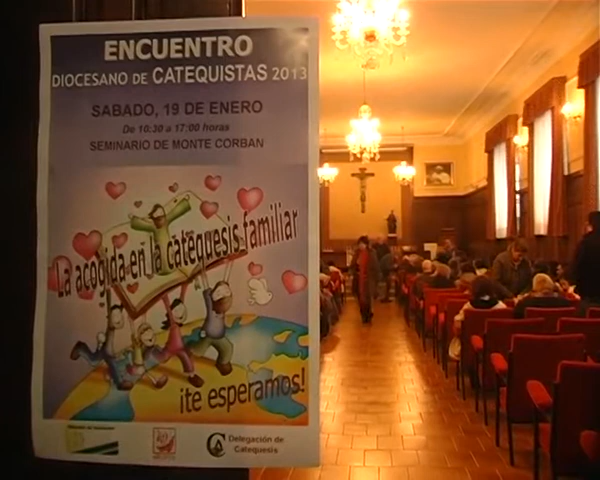 ENCUENTRO
DIOCESANO DE CATEQUISTAS 2013
SABADO, 19 DE ENERO
De 10:30 a 17:00 horas
SEMINARIO DE MONTE CORBAN
La acogida en la catequesis familiar
¡te esperamos!
Delegación de
Catequesis